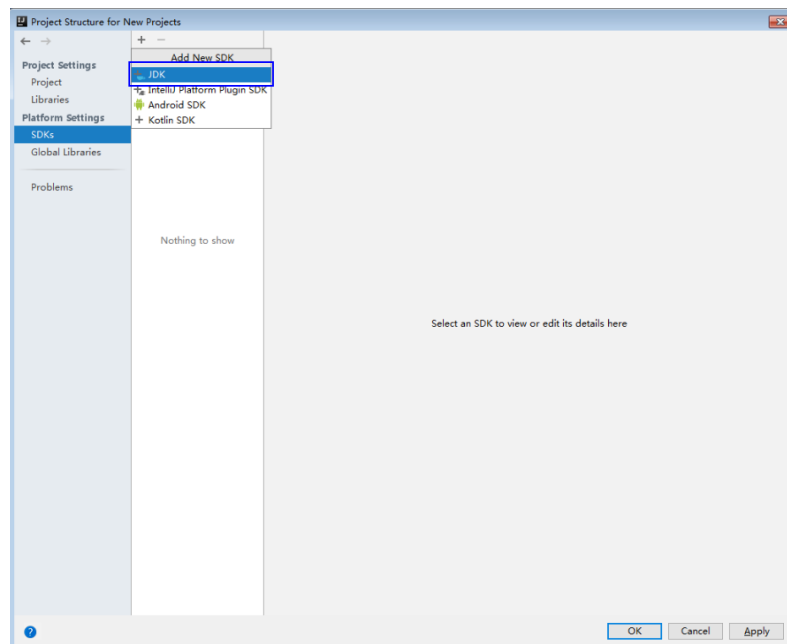 Project Structure for New Projects
Project Settings
Project
Libraries
Platform Settings
SDKs
Global Libraries
Problems
Add New SDK
JDK
IntelliJ Platform Plugin SDK
Android SDK
Kotlin SDK
Nothing to show
Select an SDK to view or edit its details here
?
OK
Cancel
Apply